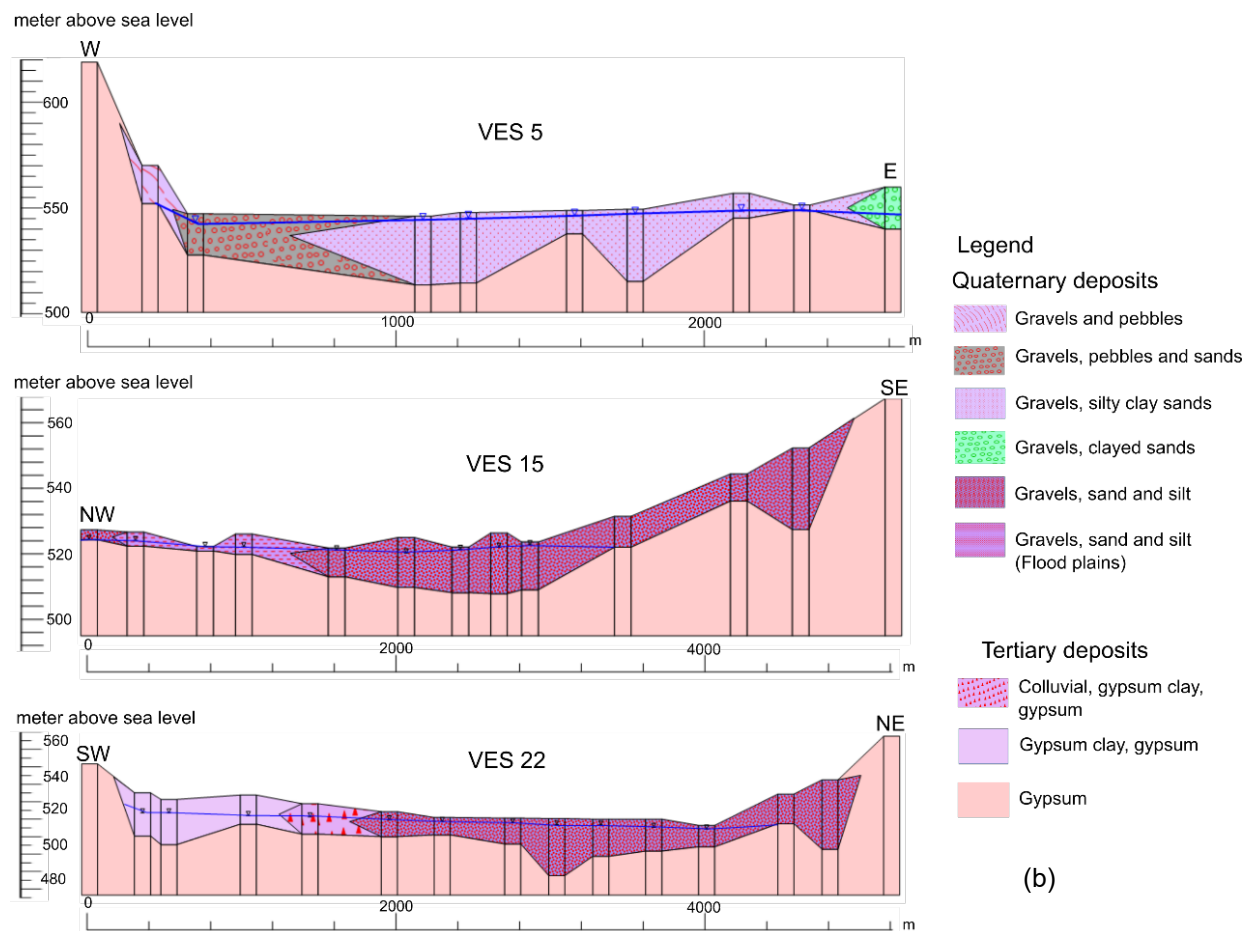 meter above sea level
W
600
VES 5
E
550
500
0
1000
2000
m
meter above sea level
SE
560
VES 15
540
NW
520
500
0
2000
4000
m
meter above sea level
NE
560
SW
VES 22
540
520
500
480
0
2000
4000
m
Legend
Quaternary deposits
Gravels and pebbles
Gravels, pebbles and sands
Gravels, silty clay sands
Gravels, clayed sands
Gravels, sand and silt
Gravels, sand and silt
(Flood plains)
Tertiary deposits
Colluvial, gypsum clay,
gypsum
Gypsum clay, gypsum
Gypsum
(b)